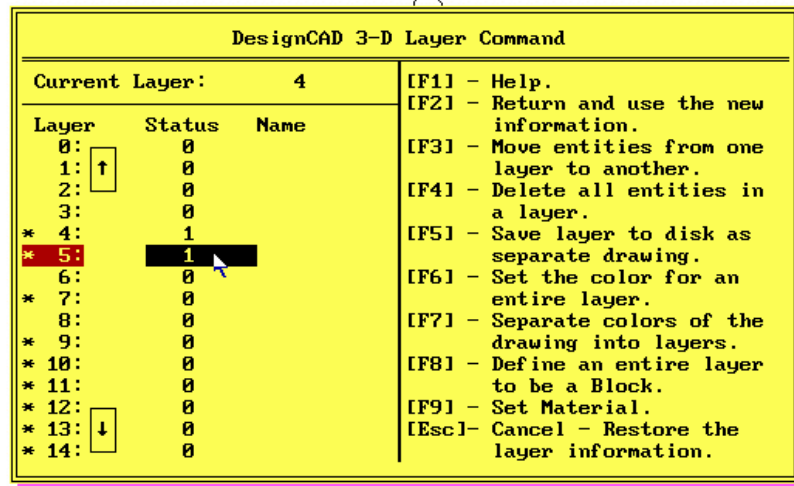 DesignCAD 3-D Layer Command
Current Layer: 4
Layer Status Name
0: 0
1: 0
2: 0
3: 0
* 4: 1
* 5: 1
6: 0
* 7: 0
8: 0
* 9: 0
* 10: 0
* 11: 0
* 12: 0
* 13: 0
* 14: 0
[F1] - Help.
[F2] - Return and use the new
information.
[F3] - Move entities from one
layer to another.
[F4] - Delete all entities in
a layer.
[F5] - Save layer to disk as
separate drawing.
[F6] - Set the color for an
entire layer.
[F7] - Separate colors of the
drawing into layers.
[F8] - Define an entire layer
to be a Block.
[F9] - Set Material.
[Esc]- Cancel - Restore the
layer information.